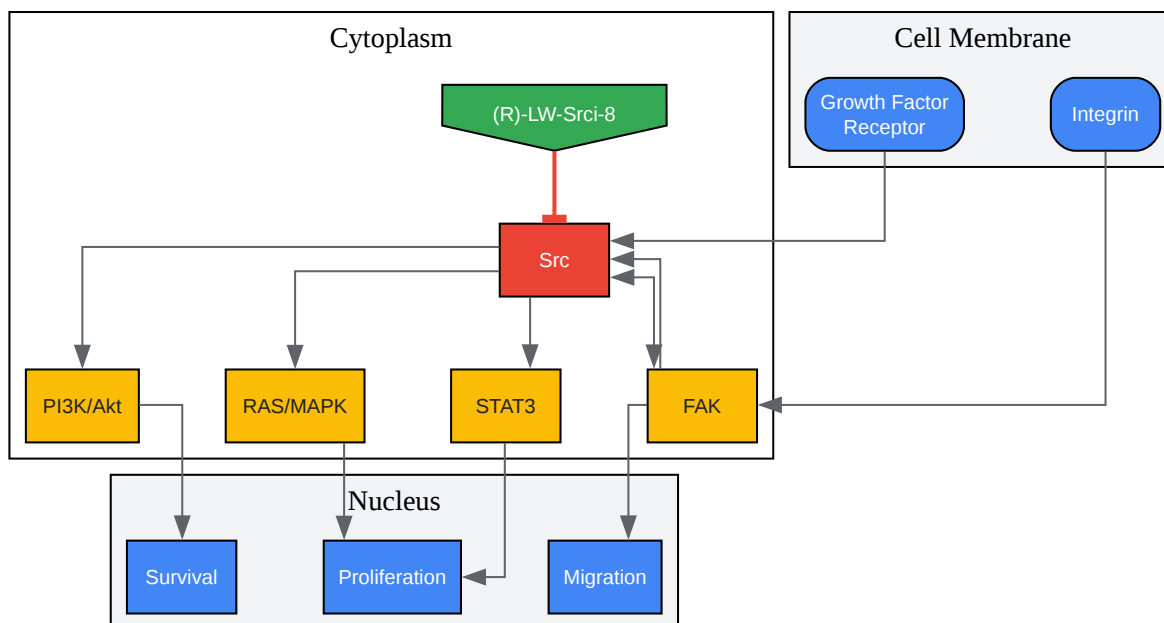 Cytoplasm
Cell Membrane
(R)-LW-Srci-8
Growth Factor
Receptor
Integrin
Src
PI3K/Akt
RAS/MAPK
STAT3
FAK
Nucleus
Survival
Proliferation
Migration